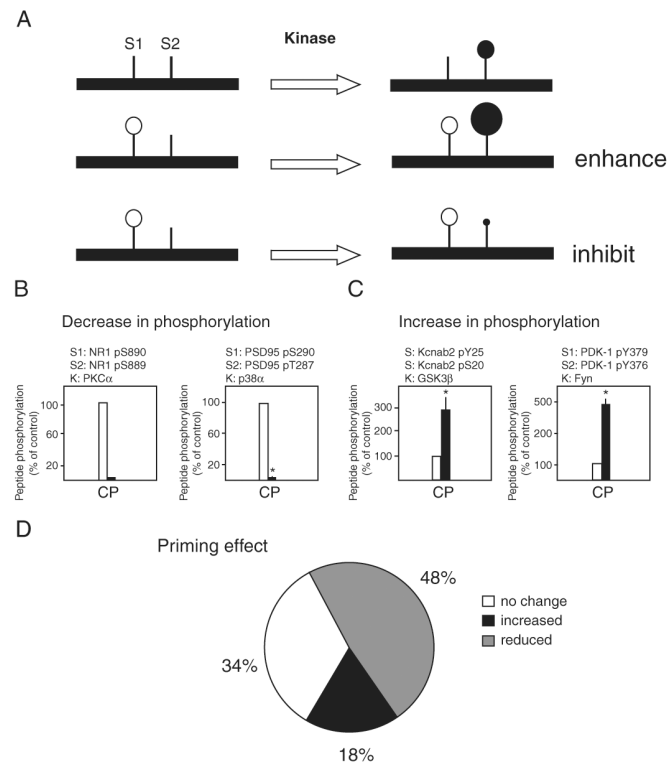 A
S1 S2
Kinase
enhance
inhibit
B
Decrease in phosphorylation
S1: NR1 pS890
S2: NR1 pS889
K: PKCα
Peptide phosphorylation
(% of control)
100
60
20
CP
S1: PSD95 pS290
S2: PSD95 pT287
K: p38α
Peptide phosphorylation
(% of control)
100
60
20
*
CP
C
Increase in phosphorylation
S: Kcnab2 pY25
S: Kcnab2 pS20
K: GSK3β
Peptide phosphorylation
(% of control)
300
200
100
*
CP
S1: PDK-1 pY379
S2: PDK-1 pY376
K: Fyn
Peptide phosphorylation
(% of control)
500
200
100
*
CP
D
Priming effect
48%
34%
18%
no change
increased
reduced